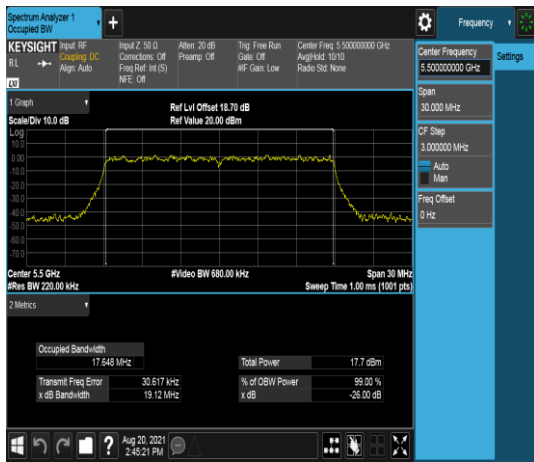 Spectrum Analyzer 1
Occupied BW
Frequency
KEYSIGHT
Input: RF
Input Z: 50 Ω
Atten: 20 dB
Trig: Free Run
Center Freq: 5.500000000 GHz
RL
Coupling: DC
Corrections: Off
Preamp: Off
Gate: Off
Avg|Hold: 10/10
Align: Auto
Freq Ref: Int (S)
#IF Gain: Low
Radio Std: None
NFE: Off
LXI
Center Frequency
5.500000000 GHz
Settings
Span
30.000 MHz
CF Step
3.000000 MHz
Auto
Man
Freq Offset
0 Hz
1 Graph
Ref Lvl Offset 18.70 dB
Scale/Div 10.0 dB
Ref Value 20.00 dBm
Log
10.0
0.00
-10.0
-20.0
-30.0
-40.0
-50.0
-60.0
-70.0
Center 5.5 GHz
#Video BW 680.00 kHz
Span 30 MHz
#Res BW 220.00 kHz
Sweep Time 1.00 ms (1001 pts)
2 Metrics
Occupied Bandwidth
17.648 MHz
Total Power
17.7 dBm
Transmit Freq Error
30.617 kHz
% of OBW Power
99.00 %
x dB Bandwidth
19.12 MHz
x dB
-26.00 dB
Aug 20, 2021
2:45:21 PM